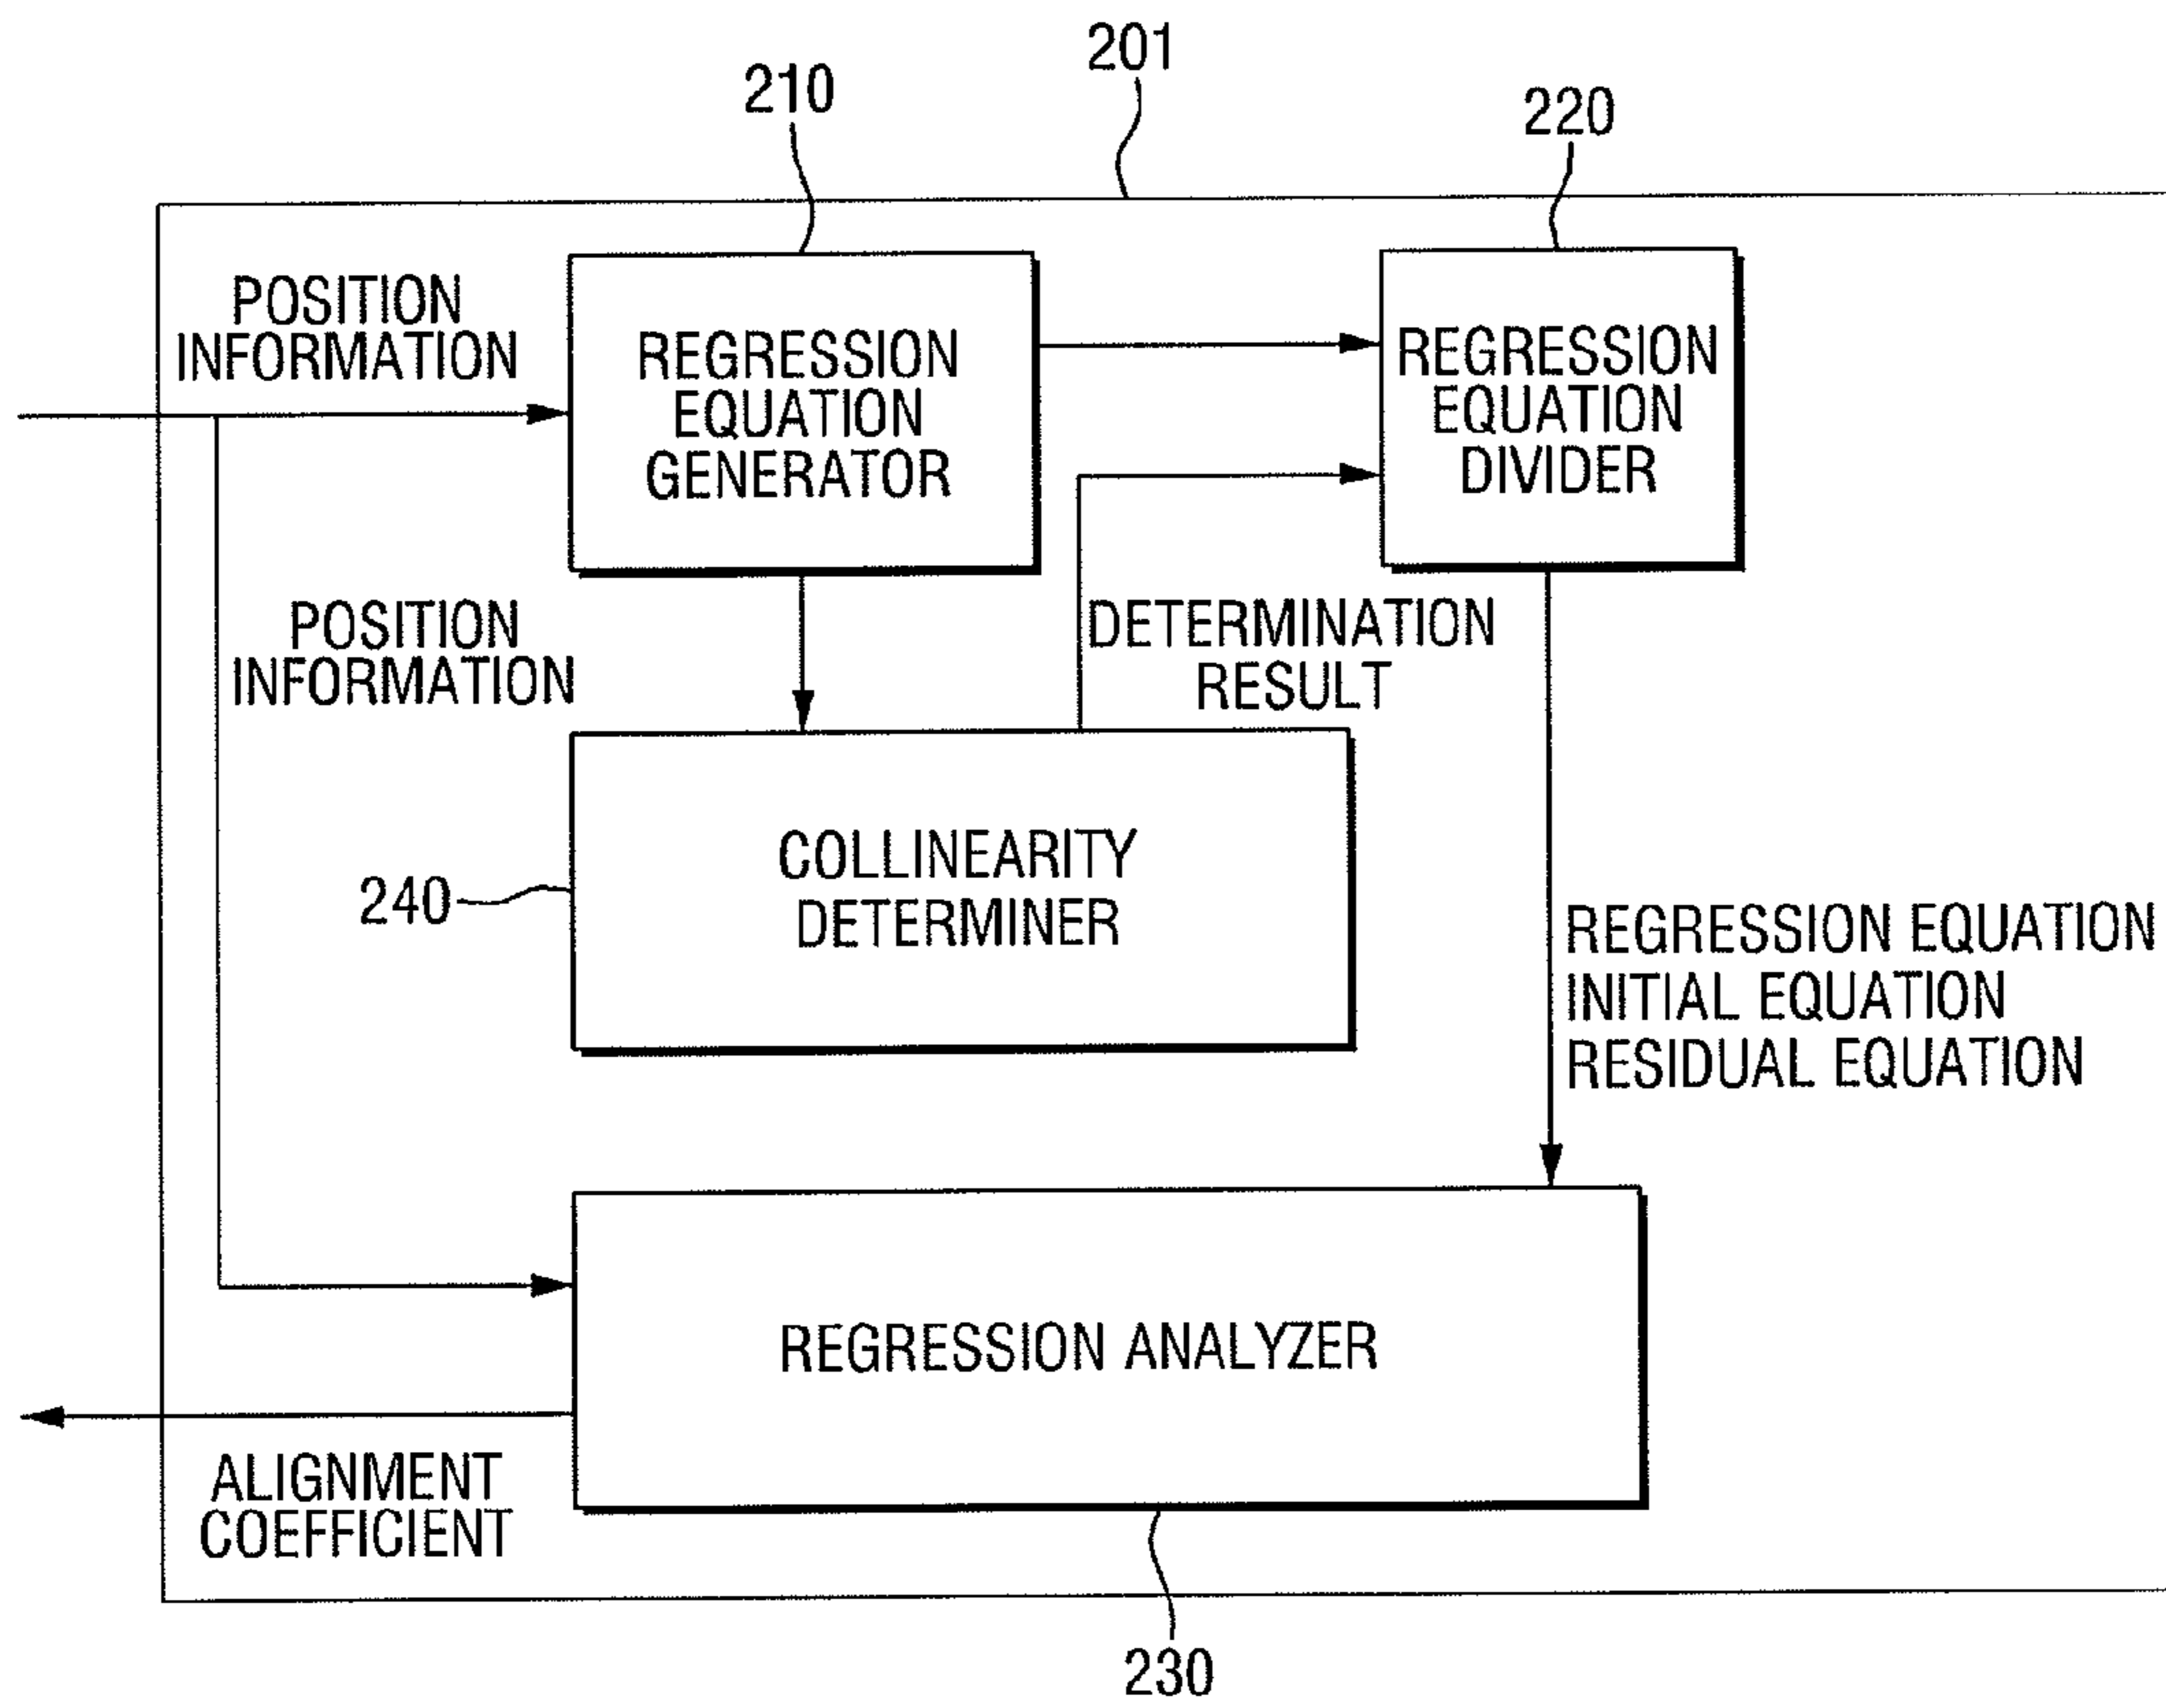 201
210
220
POSITION
INFORMATION
REGRESSION
EQUATION
GENERATOR
REGRESSION
EQUATION
DIVIDER
POSITION
INFORMATION
DETERMINATION
RESULT
COLLINEARITY
DETERMINER
240
REGRESSION EQUATION
INITIAL EQUATION
RESIDUAL EQUATION
REGRESSION ANALYZER
ALIGNMENT
COEFFICIENT
230